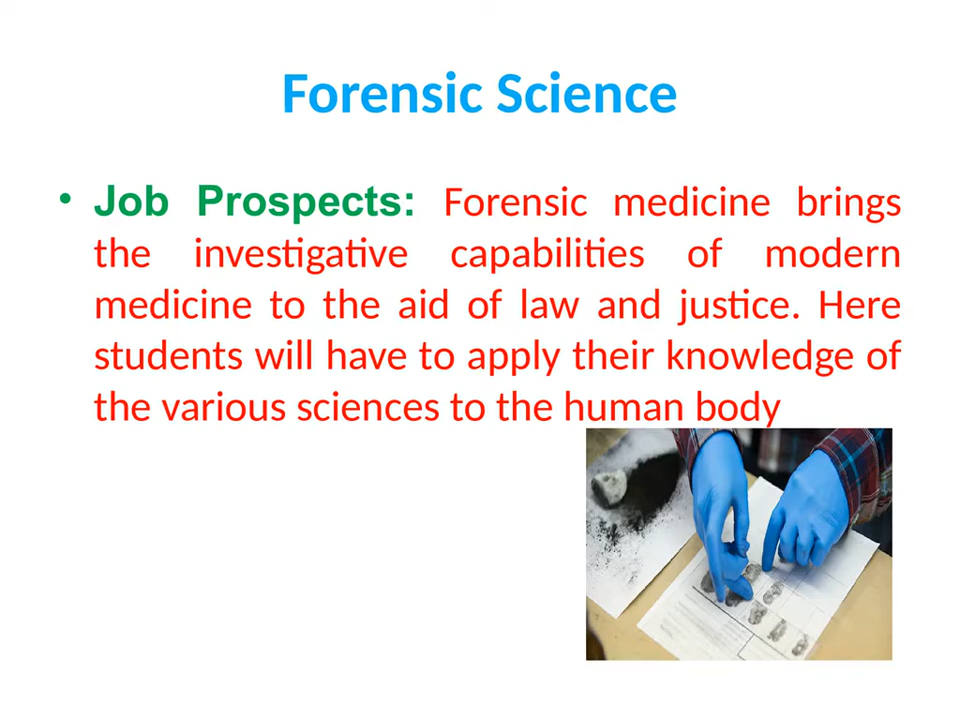 Forensic Science
• Job Prospects: Forensic medicine brings
the investigative capabilities of modern
medicine to the aid of law and justice. Here
students will have to apply their knowledge of
the various sciences to the human body